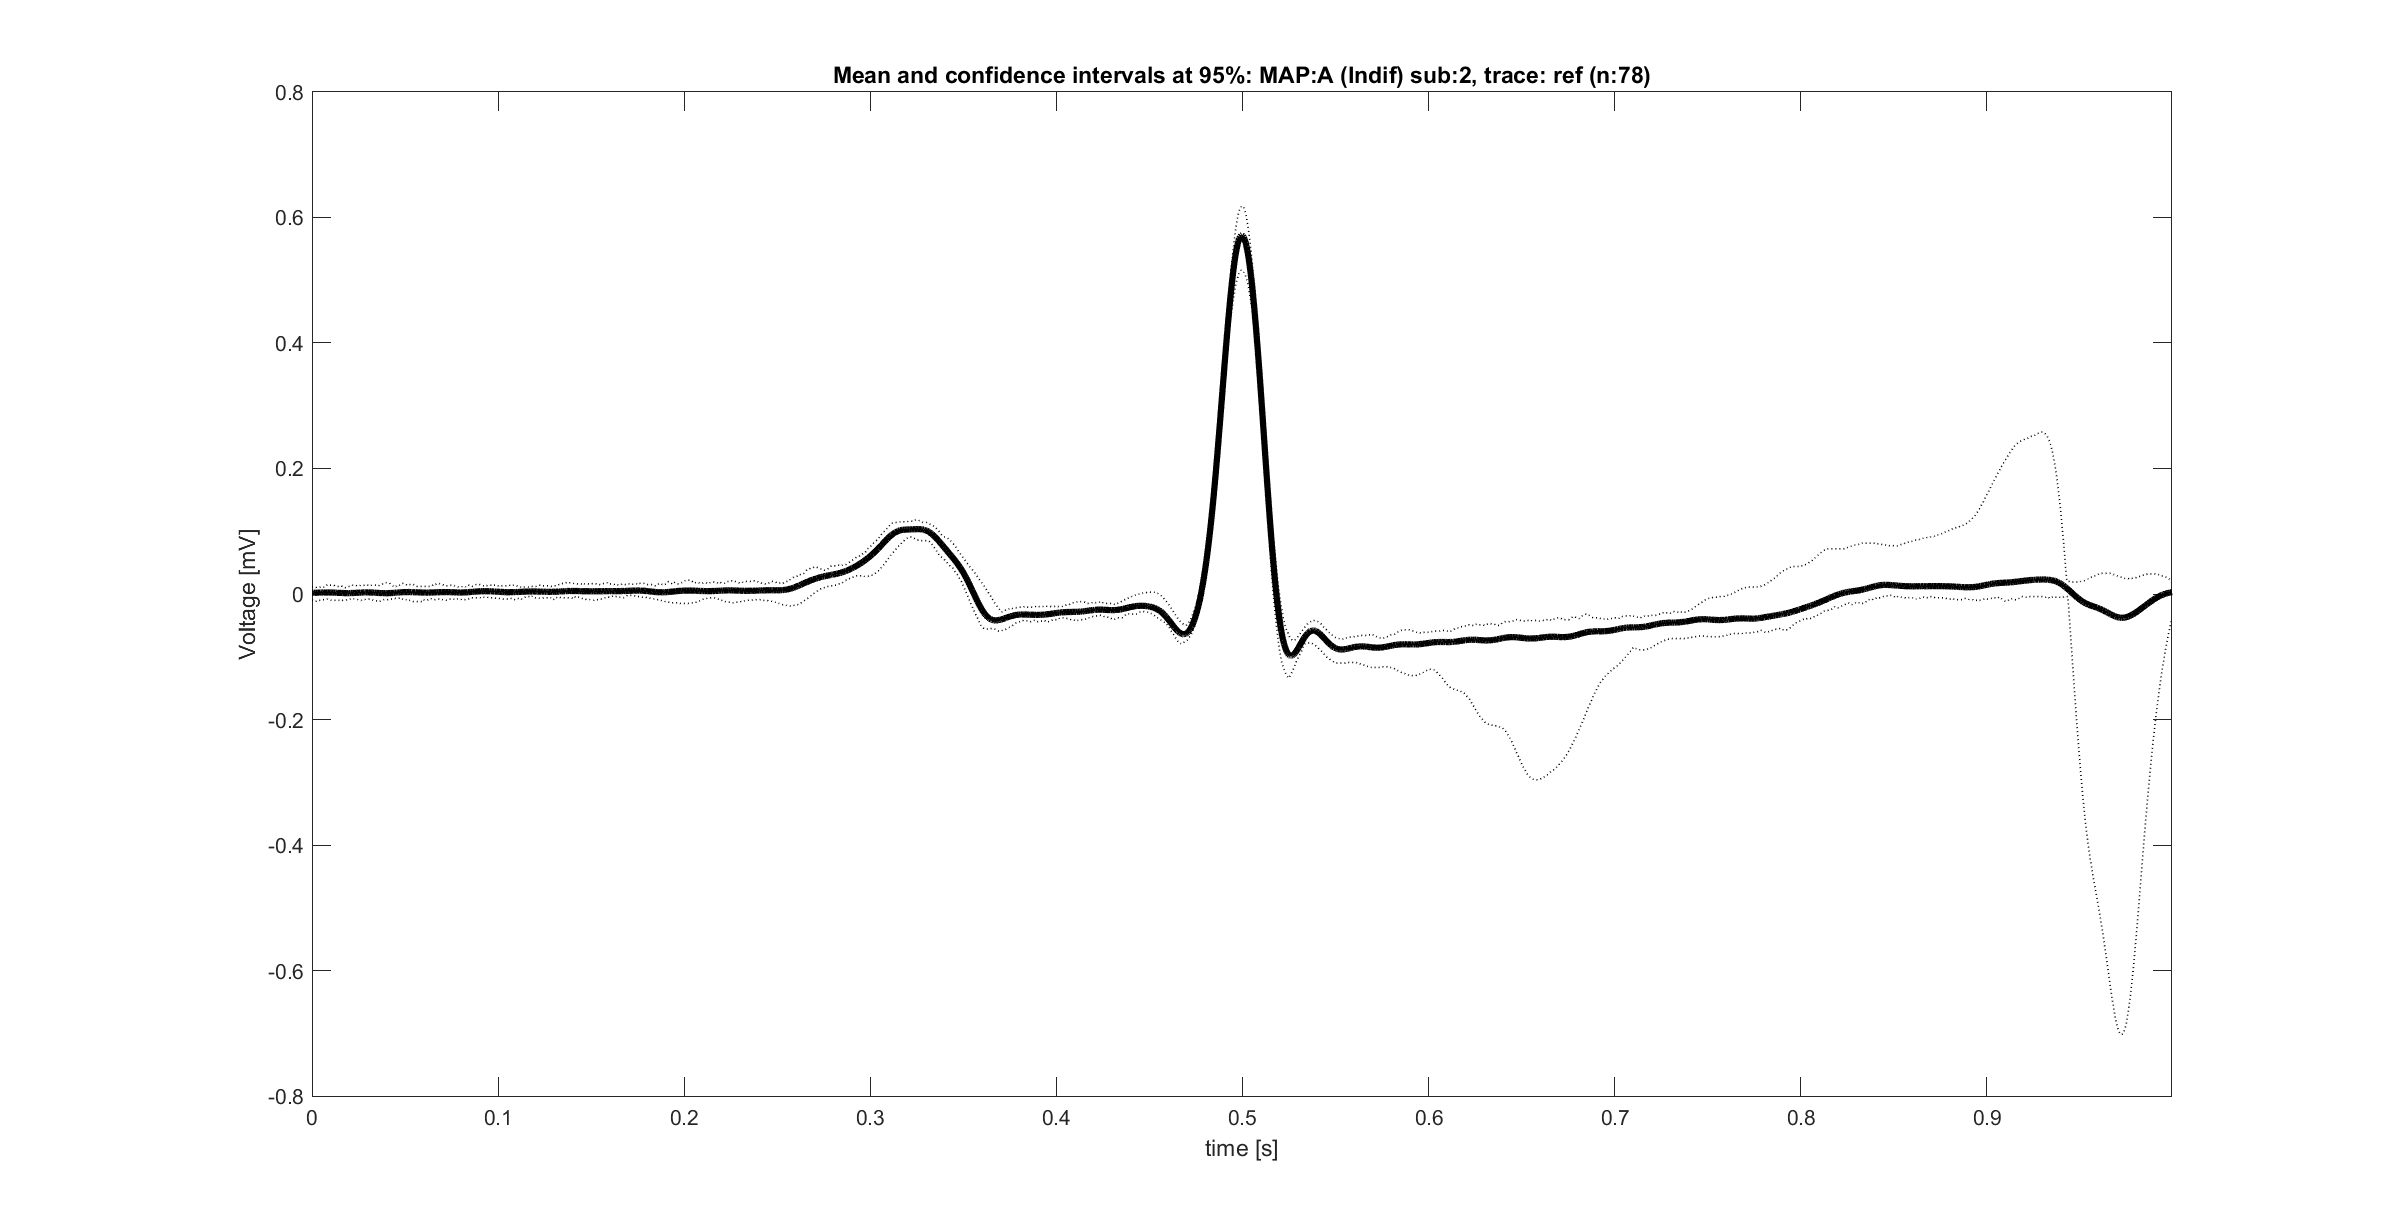 Mean and confidence intervals at 95%: MAP:A (Indif) sub:2, trace: ref (n:78)
0.8
0.6
0.4
0.2
0
-0.2
-0.4
-0.6
-0.8
Voltage [mV]
0 0.1 0.2 0.3 0.4 0.5 0.6 0.7 0.8 0.9
time [s]